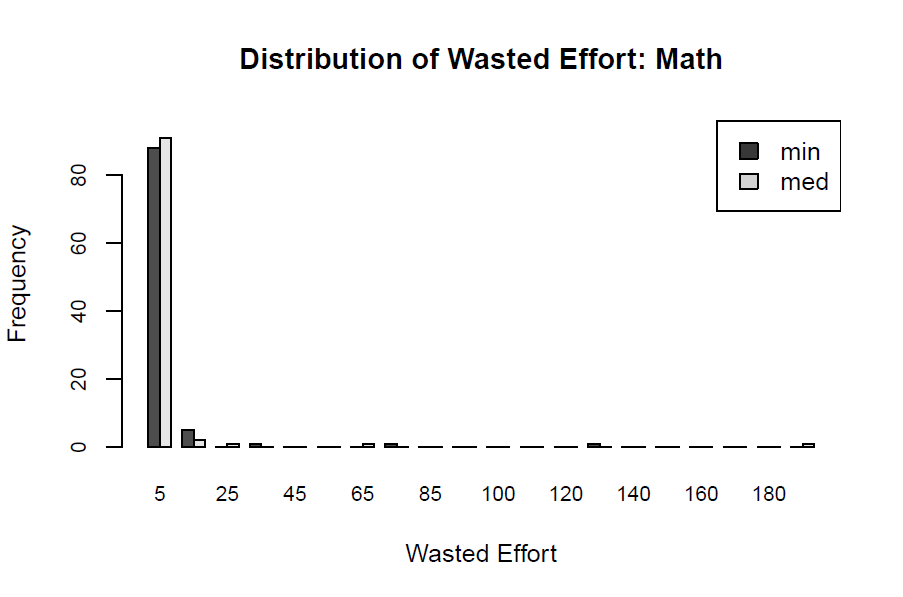 Distribution of Wasted Effort: Math
min
med
Frequency
80
60
40
20
0
5 25 45 65 85 100 120 140 160 180
Wasted Effort